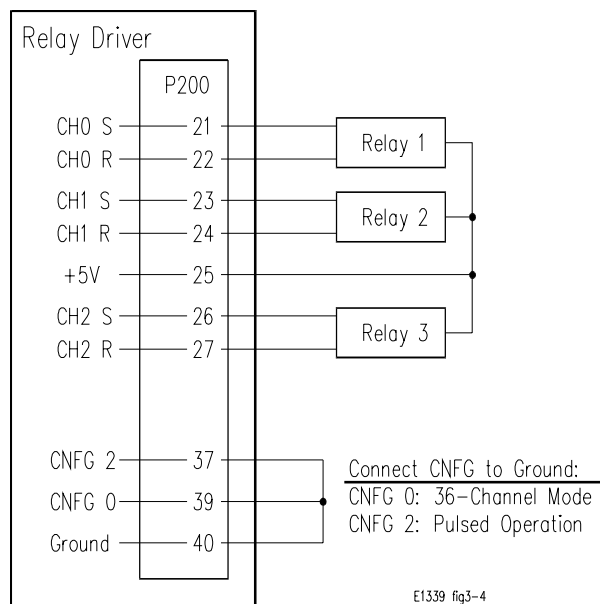 Relay Driver
P200
CH0 S 21
Relay 1
CH0 R 22
CH1 S 23
Relay 2
CH1 R 24
+5V 25
CH2 S 26
Relay 3
CH2 R 27
CNFG 2 37
Connect CNFG to Ground:
CNFG 0 39
CNFG 0: 36-Channel Mode
CNFG 2: Pulsed Operation
Ground 40
E1339 fig3-4